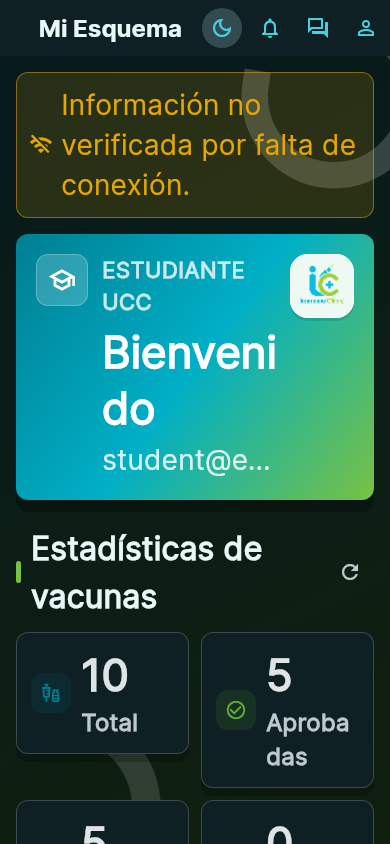 Mi Esquema
Información no
verificada por falta de
conexión.
ESTUDIANTE
UCC
Bienveni
do
student@e...
Estadísticas de
vacunas
10
Total
5
Aproba
das
5
0